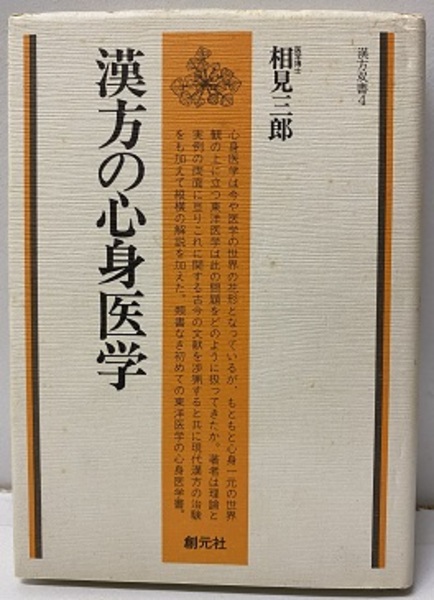 漢方双書4
医学博士
相見三郎
心身医学は今や医学の世界の花形となっているが、もともと心身一元の世界
観の上に立つ東洋医学は此の問題をどのように扱ってきたか。著者は理論と
実例の両面に亘りこれに関する古今の文献を渉猟すると共に現代漢方の治験
をも加えて縦横の解説を加えた。類書なき初めての東洋医学の心身医学書。
漢方の心身医学
創元社